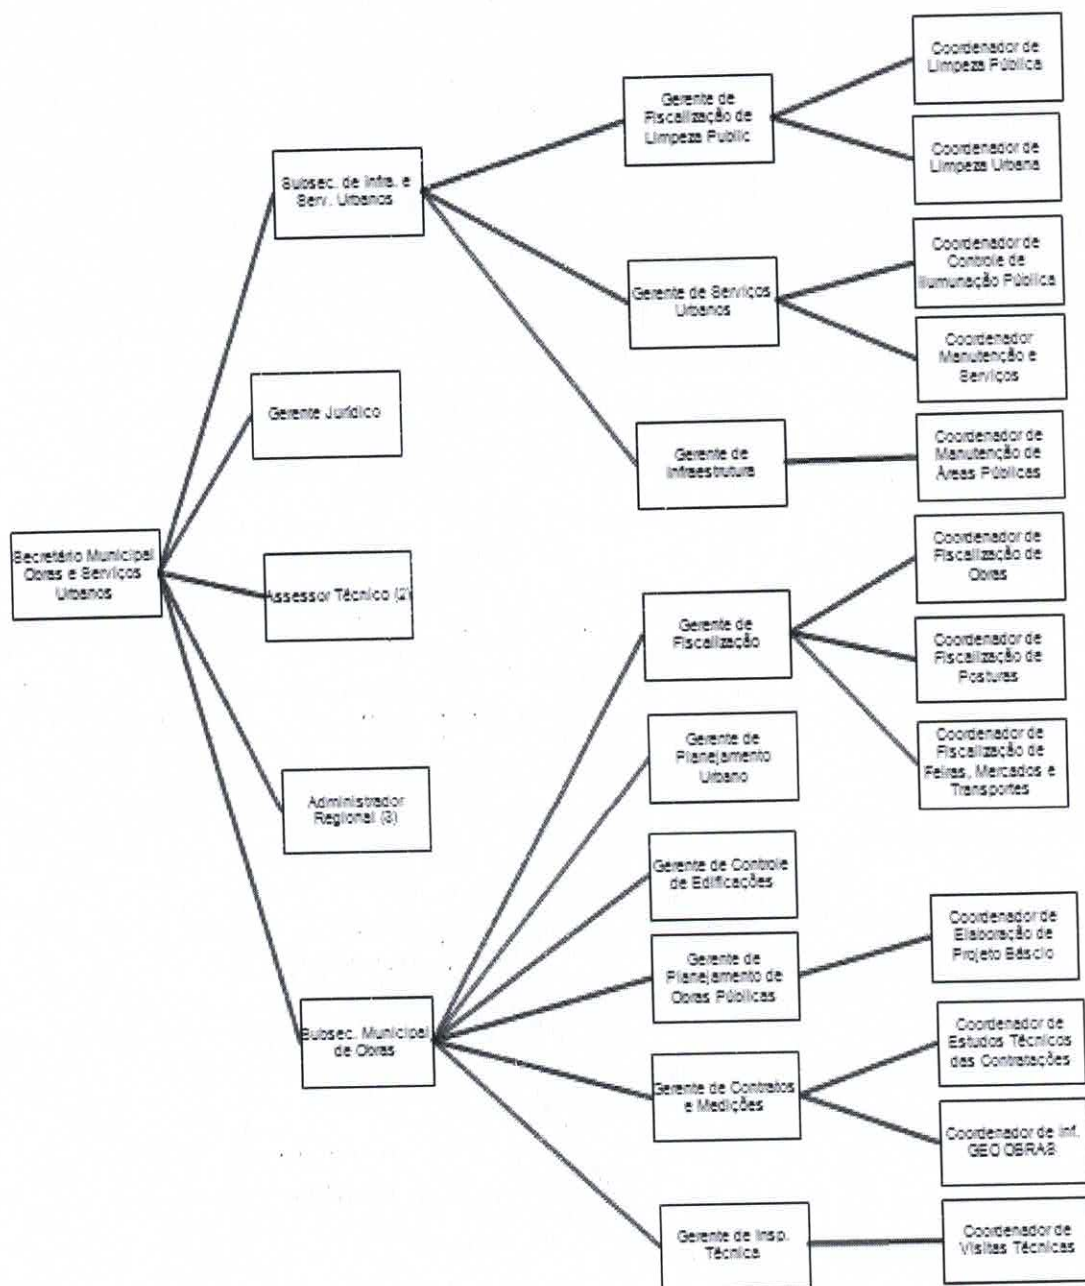 Coordenador de
Limpeza Pública
Gerente de
Fiscalização de
Limpeza Public
Coordenador de
Limpeza Urbana
Subsec. de Infra. e
Serv. Urbanos
Coordenador de
Controle de
Ilumunação Pública
Gerente de Serviços
Urbanos
Coordenador
Manutenção e
Serviços
Gerente Jurídico
Gerente de
Infraestrutura
Coordenador de
Manutenção de
Áreas Públicas
Secretário Municipal
Obras e Serviços
Urbanos
Assessor Técnico (2)
Coordenador de
Fiscalização de
Obras
Gerente de
Fiscalização
Coordenador de
Fiscalização de
Posturas
Gerente de
Planejamento
Urbano
Coordenador de
Fiscalização de
Feiras, Mercados e
Transportes
Administrador
Regional (3)
Gerente de Controle
de Edificações
Coordenador de
Elaboração de
Projeto Báscio
Gerente de
Planejamento de
Obras Públicas
Subsec. Municipal
de Obras
Coordenador de
Estudos Técnicos
das Contratações
Gerente de Contratos
e Medições
Coordenador de Inf.
GEO OBRAS
Gerente de Insp.
Técnica
Coordenador de
Visitas Técnicas